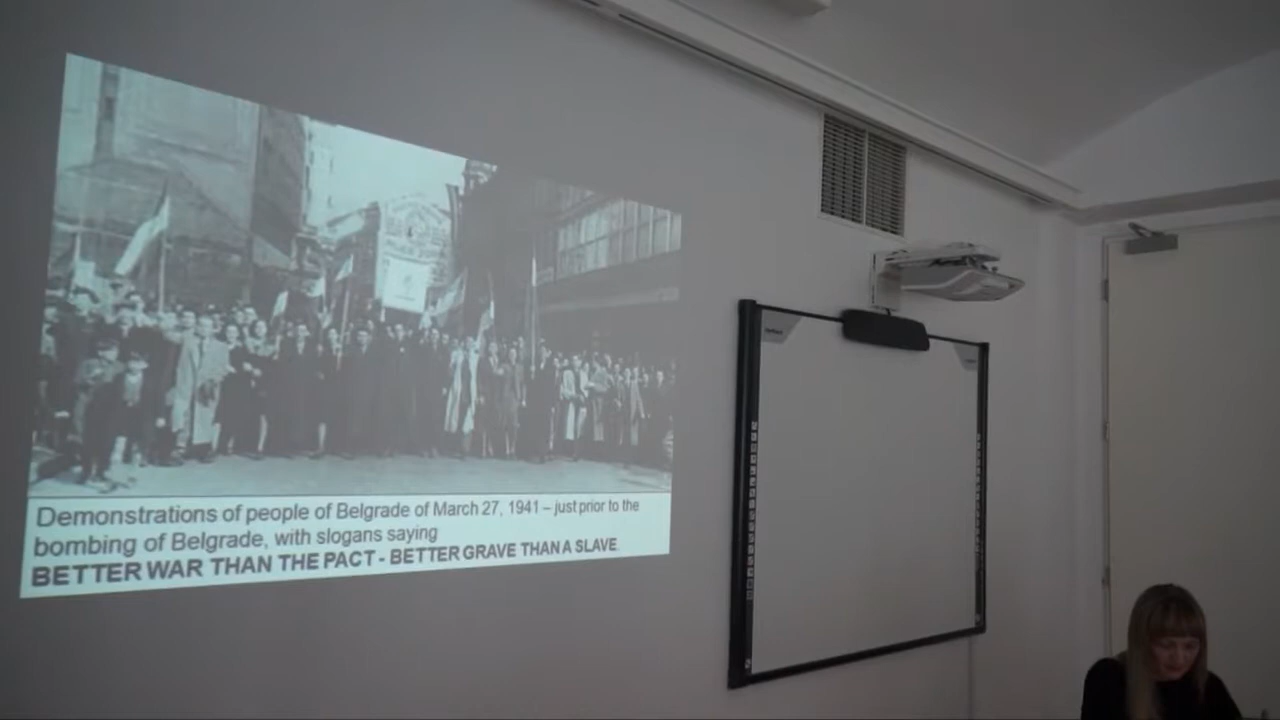 Demonstrations of people of Belgrade of March 27, 1941 – just prior to the
bombing of Belgrade, with slogans saying
BETTER WAR THAN THE PACT - BETTER GRAVE THAN A SLAVE